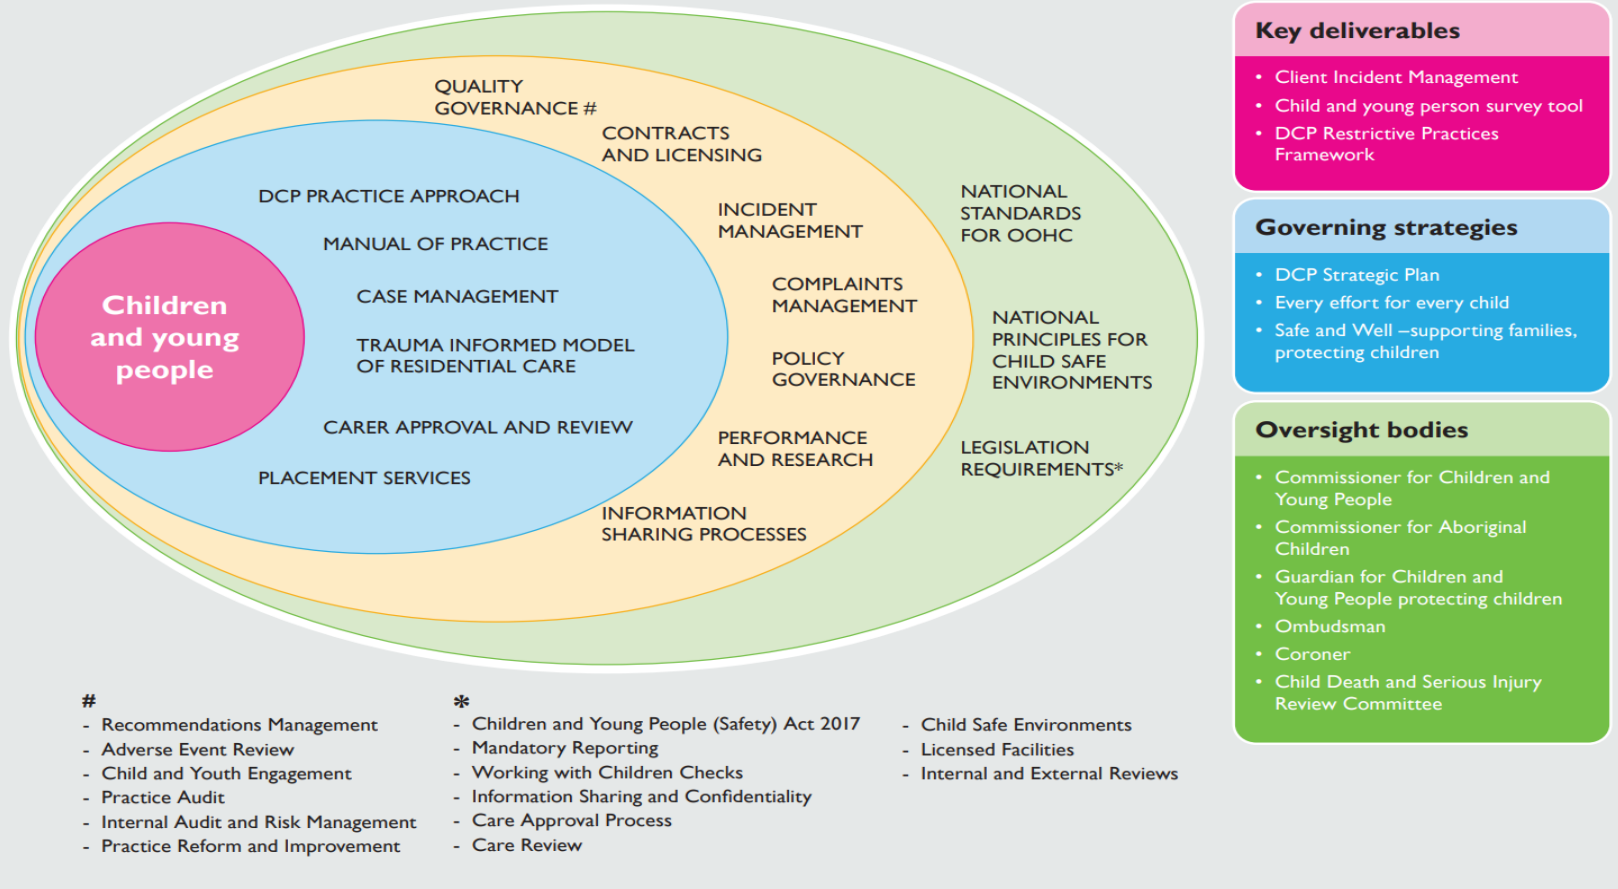 QUALITY
GOVERNANCE #
CONTRACTS
AND LICENSING
DCP PRACTICE APPROACH
MANUAL OF PRACTICE
CASE MANAGEMENT
TRAUMA INFORMED MODEL
OF RESIDENTIAL CARE
CARER APPROVAL AND REVIEW
PLACEMENT SERVICES
Children
and young
people
INCIDENT
MANAGEMENT
COMPLAINTS
MANAGEMENT
POLICY
GOVERNANCE
PERFORMANCE
AND RESEARCH
INFORMATION
SHARING PROCESSES
NATIONAL
STANDARDS
FOR OOHC
NATIONAL
PRINCIPLES FOR
CHILD SAFE
ENVIRONMENTS
LEGISLATION
REQUIREMENTS*
Key deliverables
• Client Incident Management
• Child and young person survey tool
• DCP Restrictive Practices
Framework
Governing strategies
• DCP Strategic Plan
• Every effort for every child
• Safe and Well –supporting families,
protecting children
Oversight bodies
• Commissioner for Children and
Young People
• Commissioner for Aboriginal
Children
• Guardian for Children and
Young People protecting children
• Ombudsman
• Coroner
• Child Death and Serious Injury
Review Committee
#
- Recommendations Management
- Adverse Event Review
- Child and Youth Engagement
- Practice Audit
- Internal Audit and Risk Management
- Practice Reform and Improvement
*
- Children and Young People (Safety) Act 2017
- Mandatory Reporting
- Working with Children Checks
- Information Sharing and Confidentiality
- Care Approval Process
- Care Review
- Child Safe Environments
- Licensed Facilities
- Internal and External Reviews